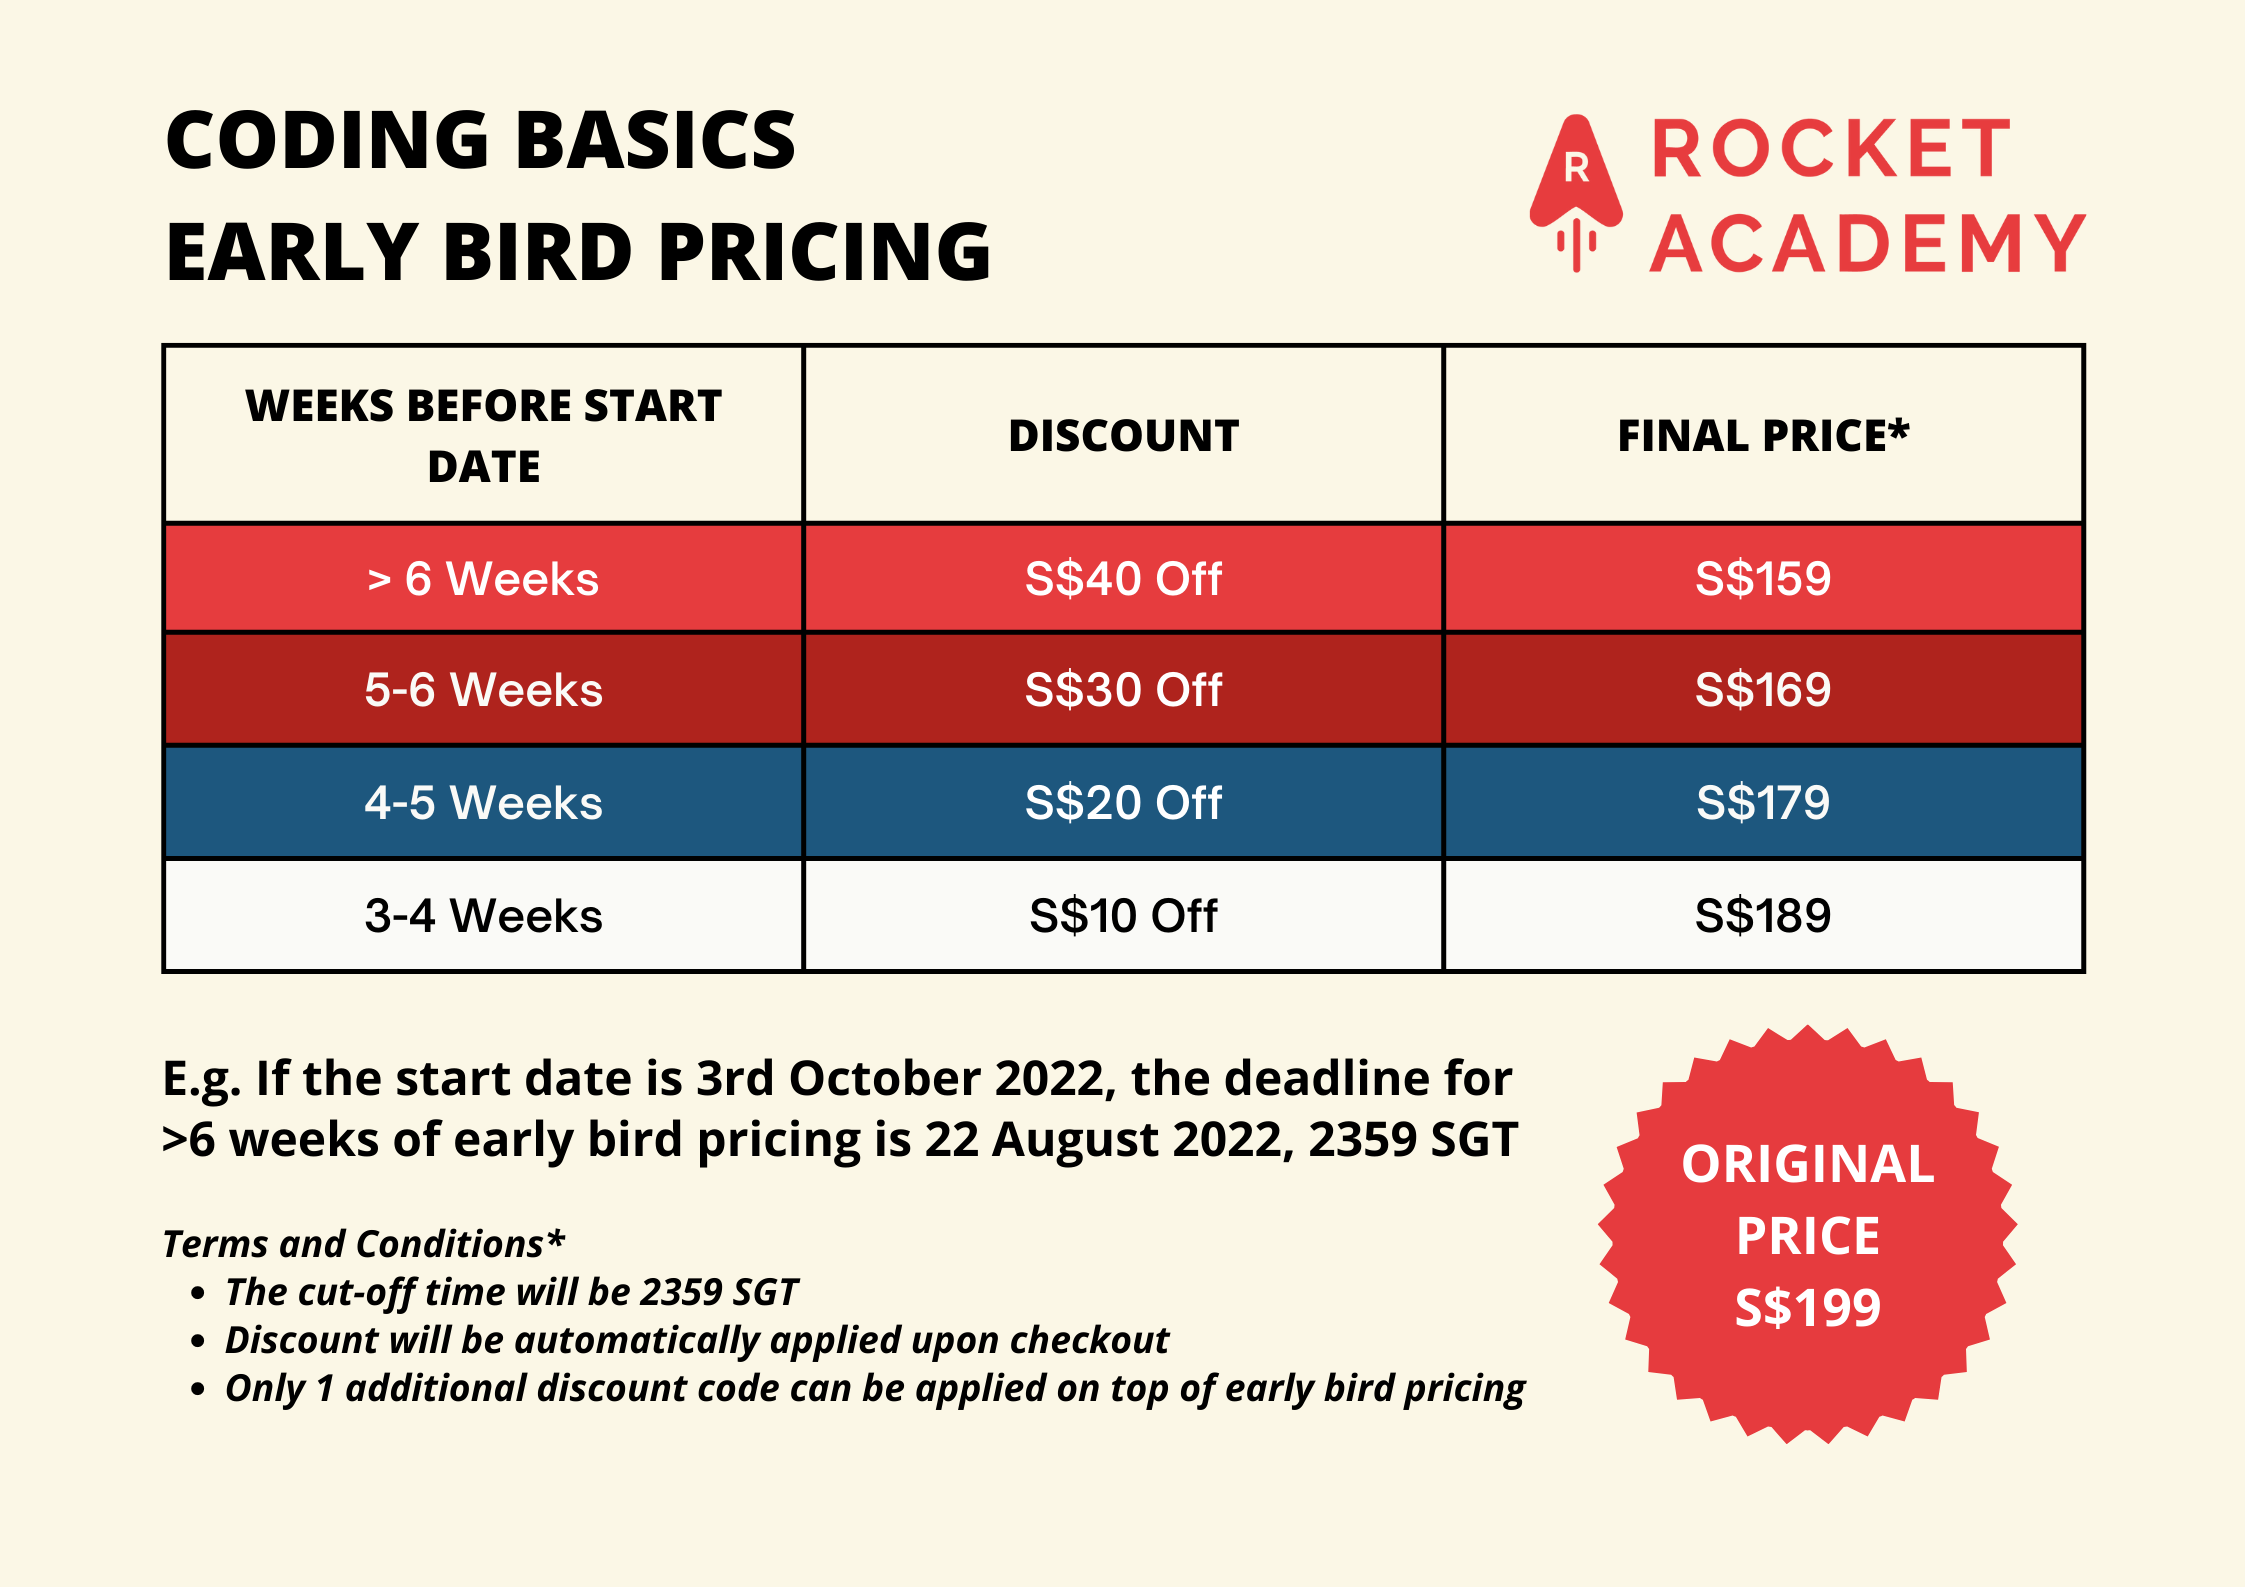 CODING BASICS
EARLY BIRD PRICING
R
ROCKET
ACADEMY
WEEKS BEFORE START
DATE
DISCOUNT
FINAL PRICE*
> 6 Weeks
S$40 Off
S$159
5-6 Weeks
S$30 Off
S$169
4-5 Weeks
S$20 Off
S$179
3-4 Weeks
S$10 Off
S$189
E.g. If the start date is 3rd October 2022, the deadline for
>6 weeks of early bird pricing is 22 August 2022, 2359 SGT
Terms and Conditions*
• The cut-off time will be 2359 SGT
• Discount will be automatically applied upon checkout
• Only 1 additional discount code can be applied on top of early bird pricing
ORIGINAL
PRICE
S$199